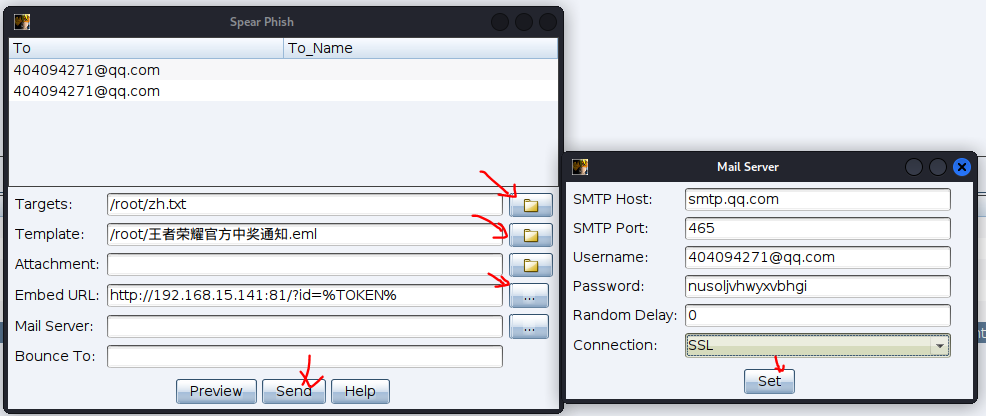 Spear Phish
To To_Name
404094271@qq.com
404094271@qq.com
Targets: /root/zh.txt
Template: /root/王者荣耀官方中奖通知.eml
Attachment:
Embed URL: http://192.168.15.141:81/?id=%TOKEN% ...
Mail Server: ...
Bounce To:
Preview Send Help
Mail Server
SMTP Host: smtp.qq.com
SMTP Port: 465
Username: 404094271@qq.com
Password: nusoljvhwyxvbhgi
Random Delay: 0
Connection: SSL
Set